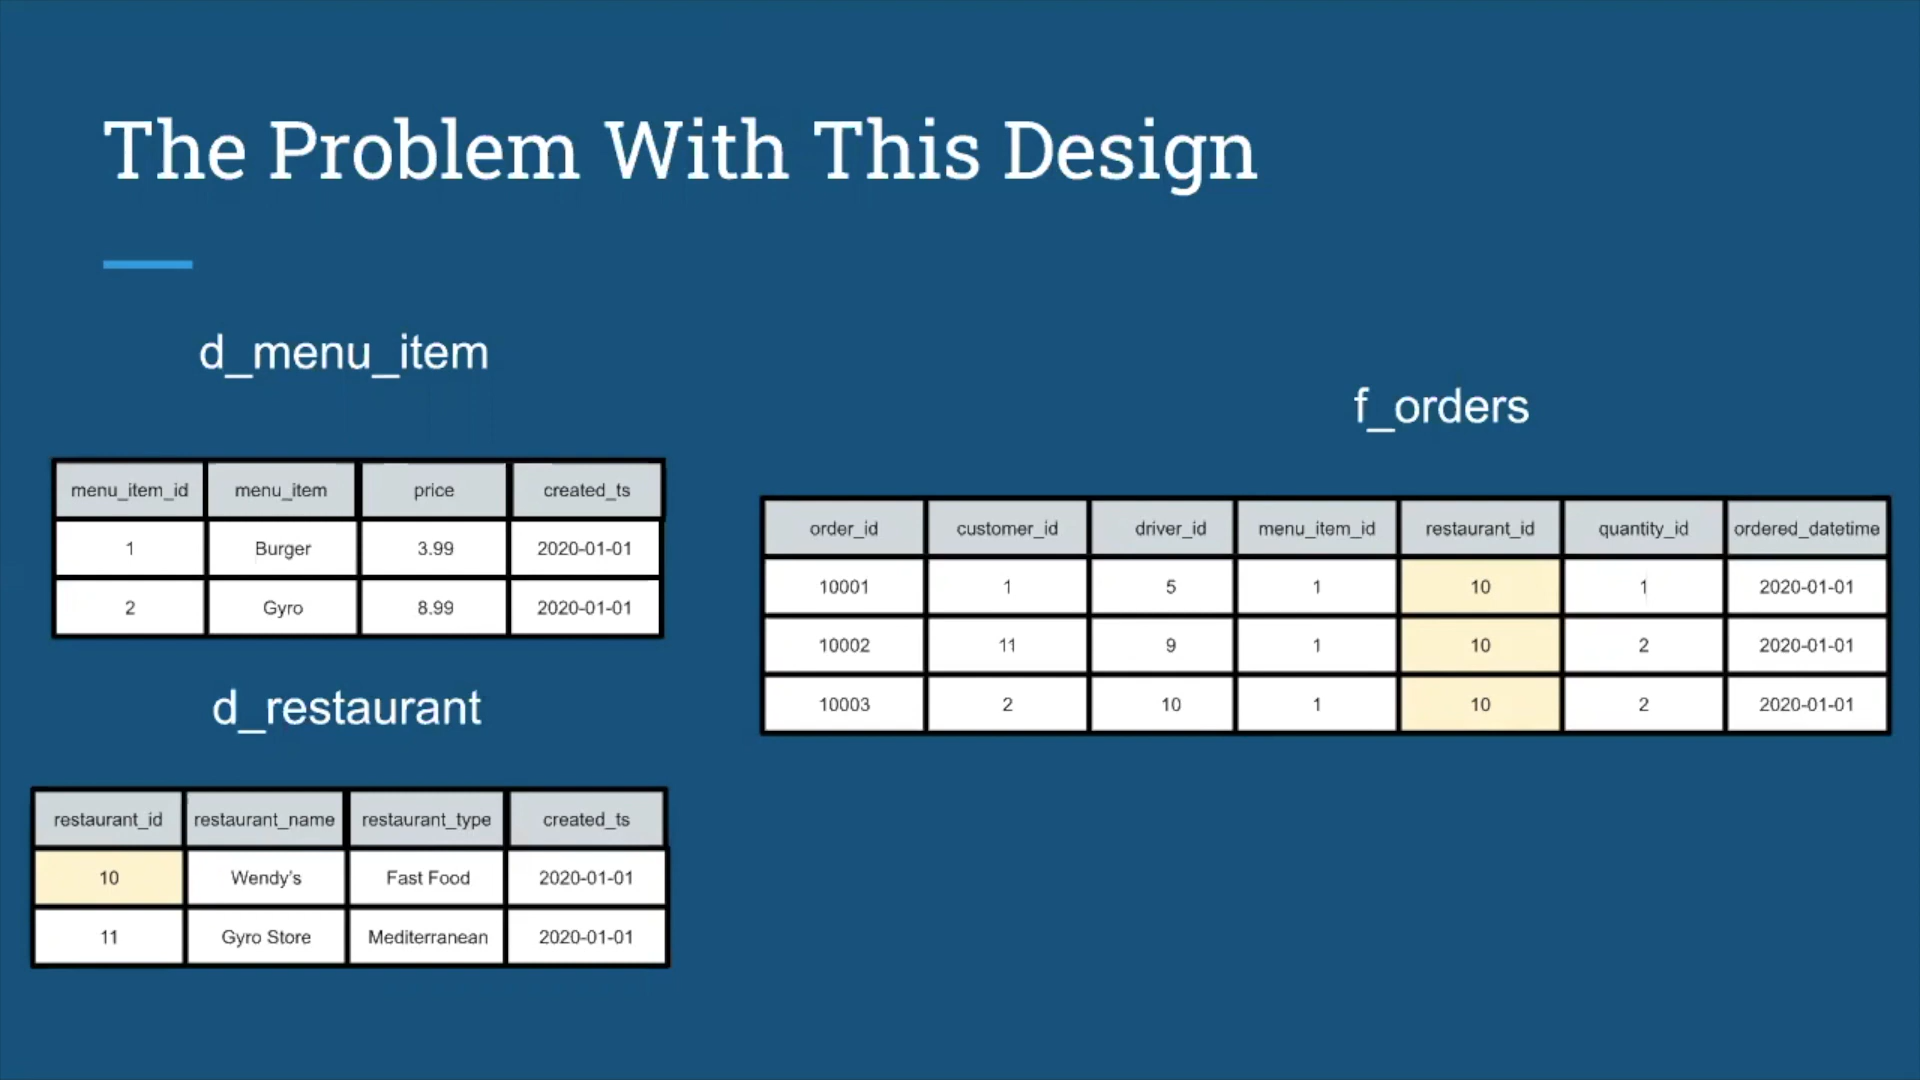 The Problem With This Design
d_menu_item
menu_item_id menu_item price created_ts
1 Burger 3.99 2020-01-01
2 Gyro 8.99 2020-01-01
d_restaurant
restaurant_id restaurant_name restaurant_type created_ts
10 Wendy's Fast Food 2020-01-01
11 Gyro Store Mediterranean 2020-01-01
f_orders
order_id customer_id driver_id menu_item_id restaurant_id quantity_id ordered_datetime
10001 1 5 1 10 1 2020-01-01
10002 11 9 1 10 2 2020-01-01
10003 2 10 1 10 2 2020-01-01